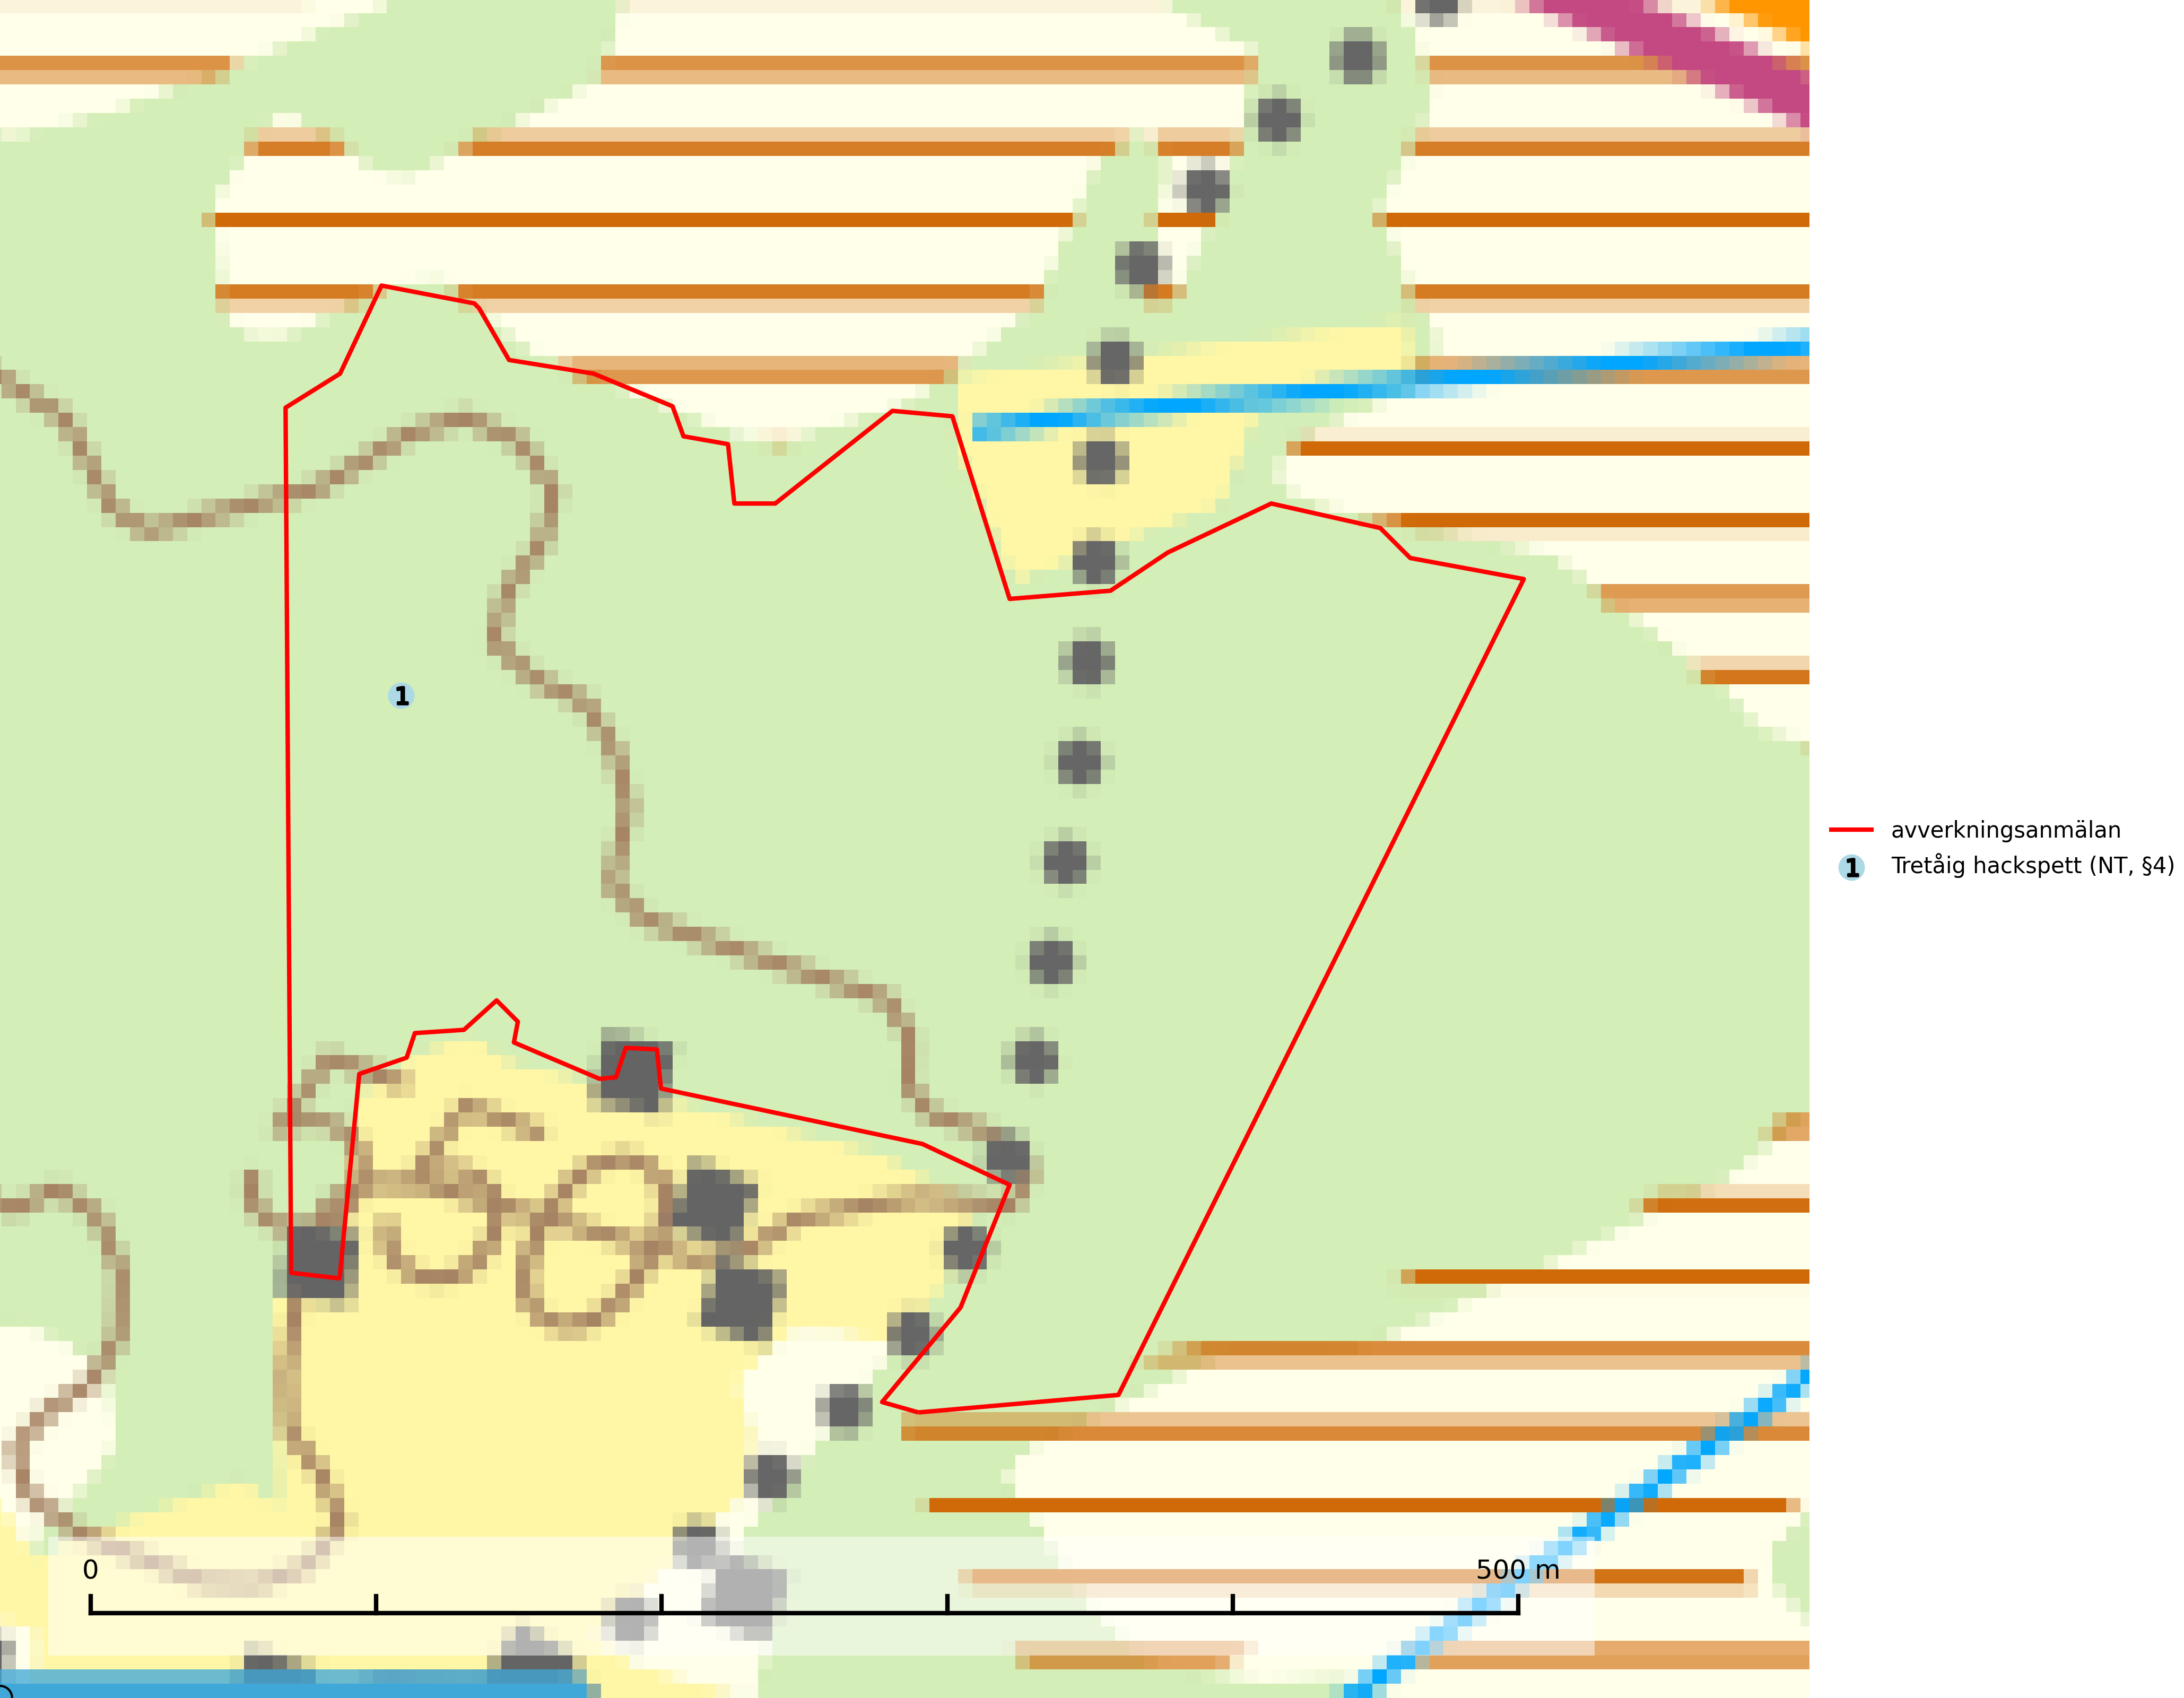 1
avverkningsanmälan
1 Tretåig hackspett (NT, §4)
0 500 m